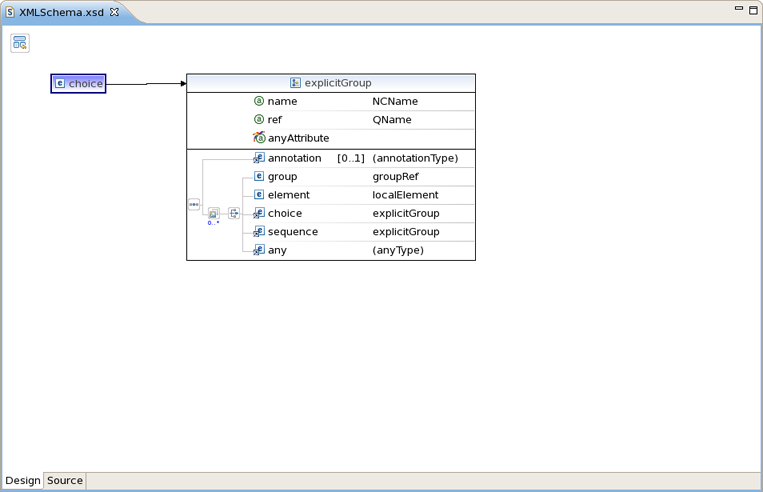 XMLSchema.xsd
choice
explicitGroup
name NCName
ref QName
anyAttribute
annotation [0..1] (annotationType)
group groupRef
element localElement
choice explicitGroup
0..*
sequence explicitGroup
any (anyType)
Design Source